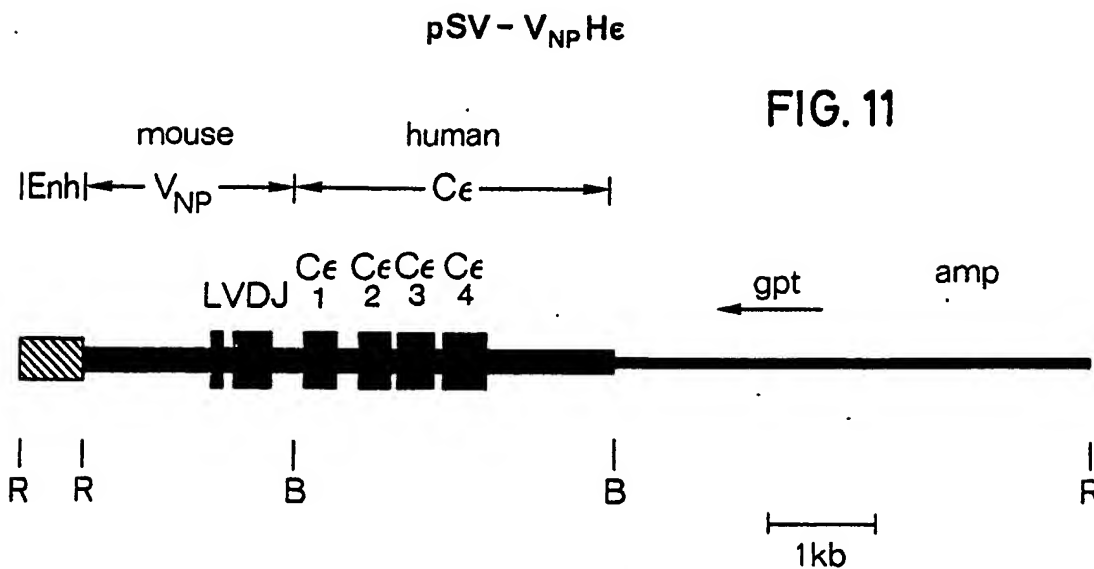 pSV-V_NP Hε
FIG. 11
mouse human
|Enh| V_NP Cε
LVDJ Cε 1 Cε 2 Cε 3 Cε 4
gpt amp
R R B B R
1kb